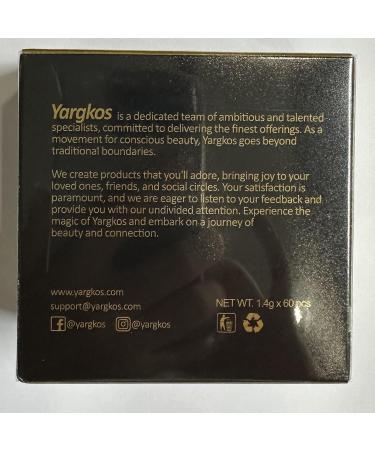 Yargkos is a dedicated team of ambitious and talented
specialists, committed to delivering the finest offerings. As a
movement for conscious beauty, Yargkos goes beyond
traditional boundaries.
We create products that you'll adore, bringing joy to your
loved ones, friends, and social circles. Your satisfaction is
paramount, and we are eager to listen to your feedback and
provide you with our undivided attention. Experience the
magic of Yargkos and embark on a journey of
beauty and connection.
www.yargkos.com
support@yargkos.com
NET WT. 1.4g x 60 pcs
@yargkos @yargkos